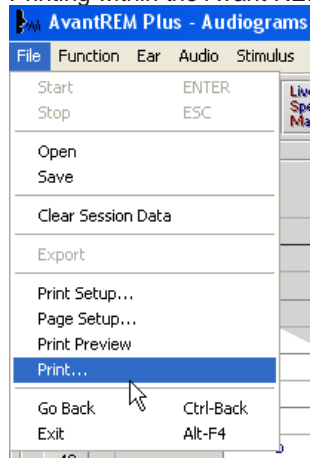 AvantREM Plus - Audiograms
File Function Ear Audio Stimulus
Start ENTER
Stop ESC
Open
Save
Clear Session Data
Export
Print Setup...
Page Setup...
Print Preview
Print...
Go Back Ctrl-Back
Exit Alt-F4